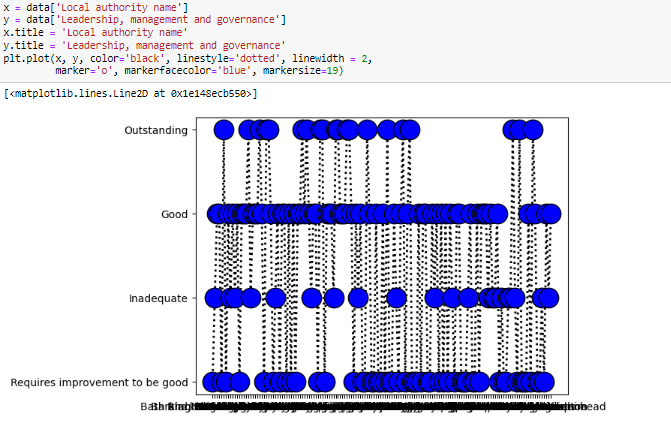 x = data['Local authority name']
y = data['Leadership, management and governance']
x.title = 'Local authority name'
y.title = 'Leadership, management and governance'
plt.plot(x, y, color='black', linestyle='dotted', linewidth = 2,
marker='o', markerfacecolor='blue', markersize=19)
[<matplotlib.lines.Line2D at 0x1e148ecb550>]
Outstanding
Good
Inadequate
Requires improvement to be good